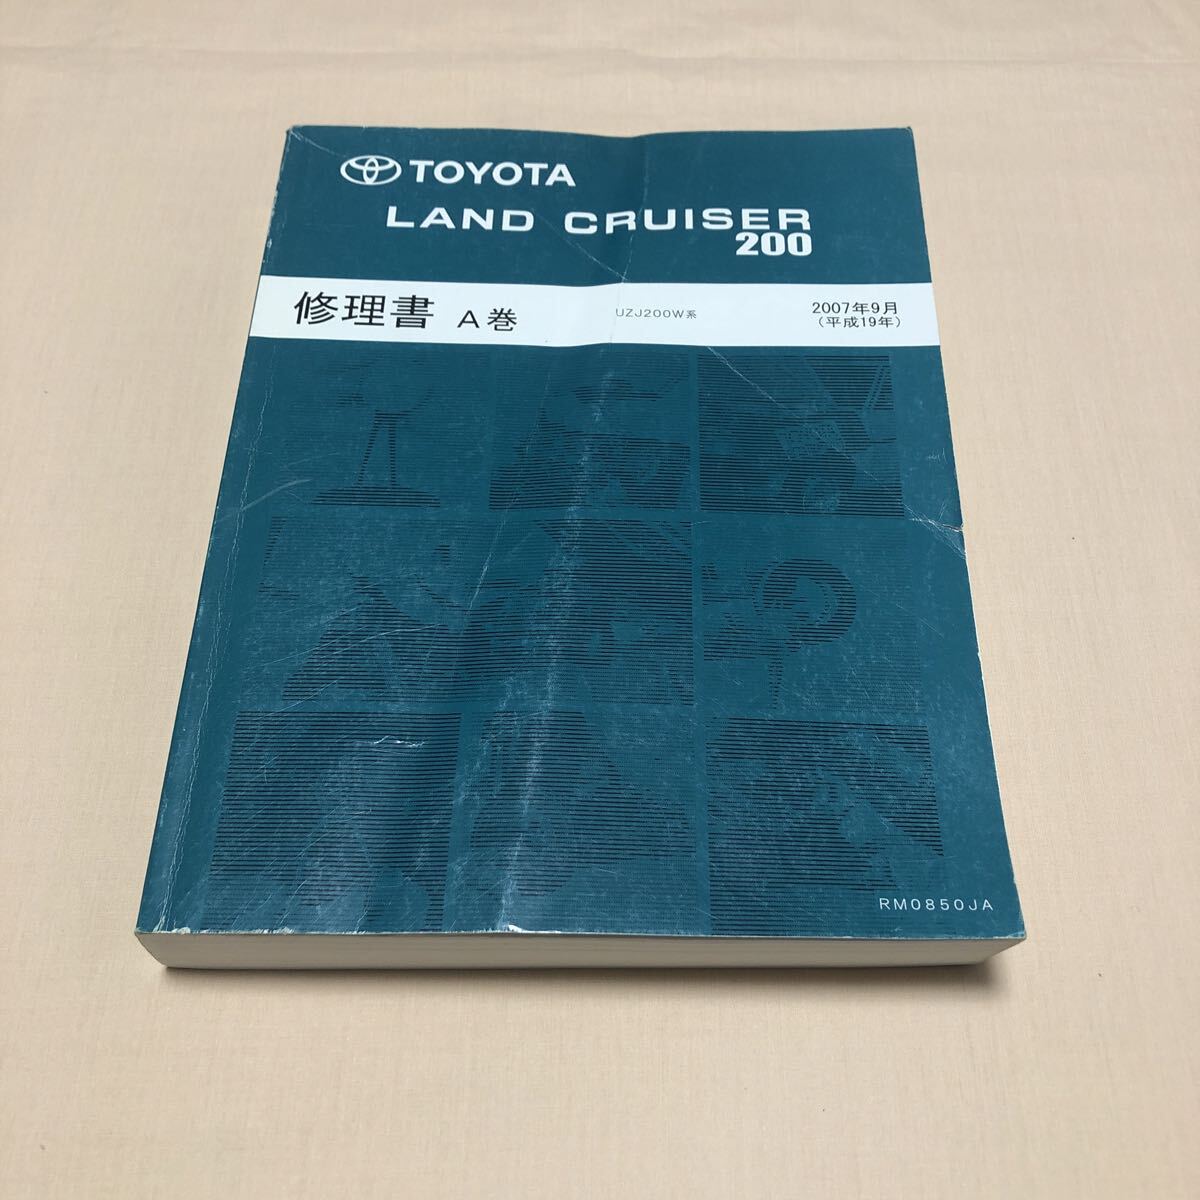 TOYOTA
LAND CRUISER
200
修理書 A巻 UZJ200W系 2007年9月
(平成19年)
RM0850JA